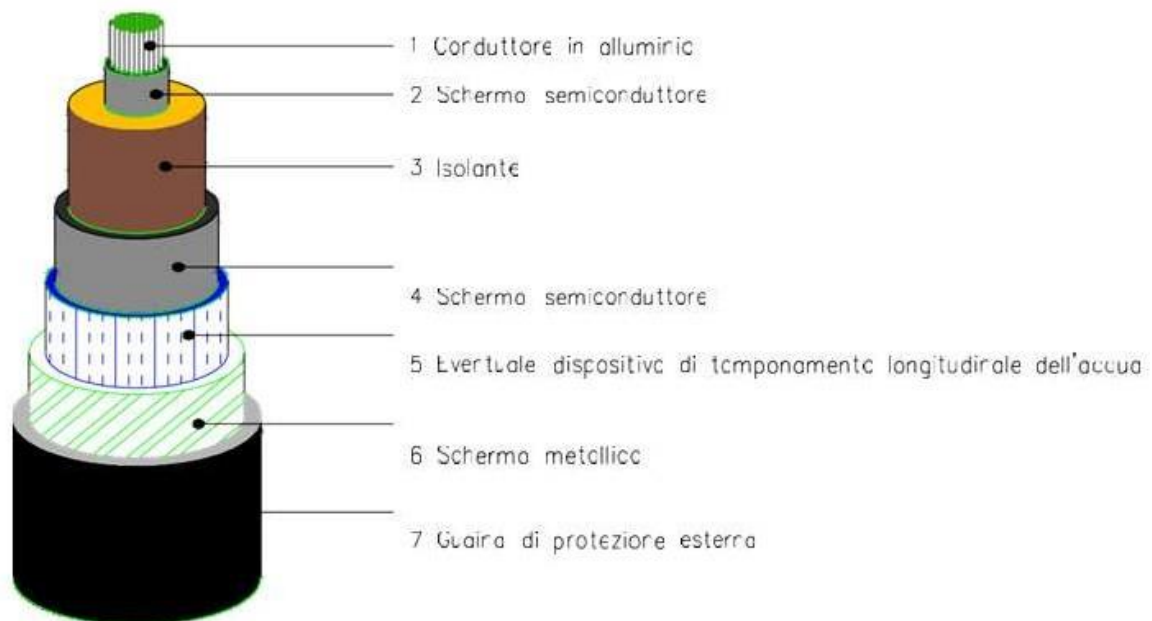 1 Conduttore in alluminio
2 Schermo semiconduttore
3 Isolante
4 Schermo semiconduttore
5 Eventuale dispositivo di tamponamento longitudinale dell'acqua
6 Schermo metallico
7 Guaina di protezione esterna